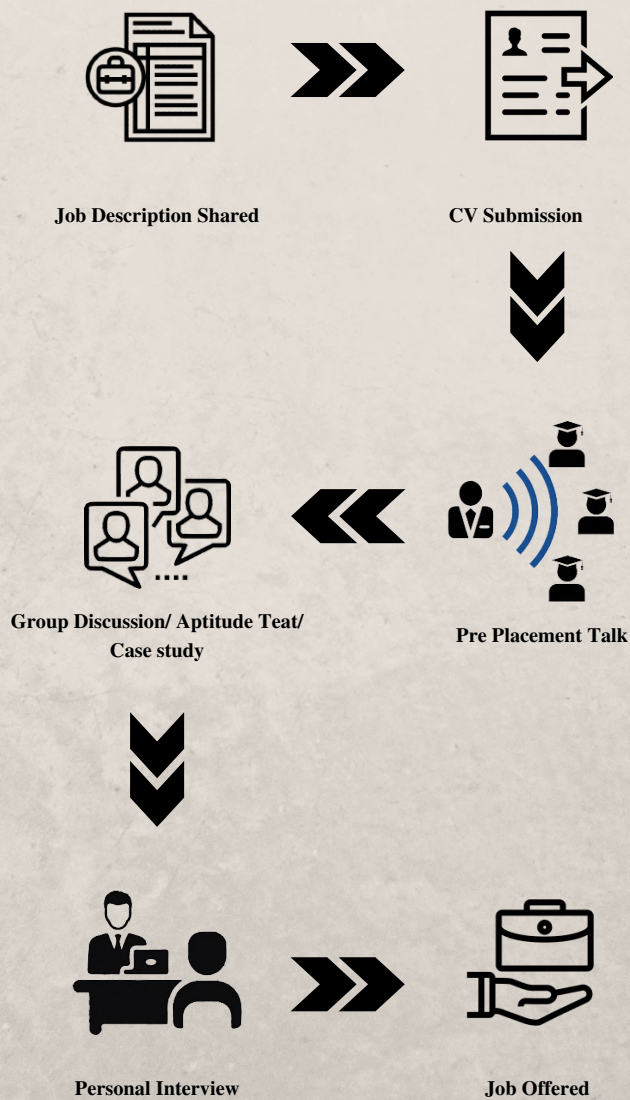 Job Description Shared
CV Submission
Pre Placement Talk
Group Discussion/ Aptitude Teat/
Case study
Personal Interview
Job Offered